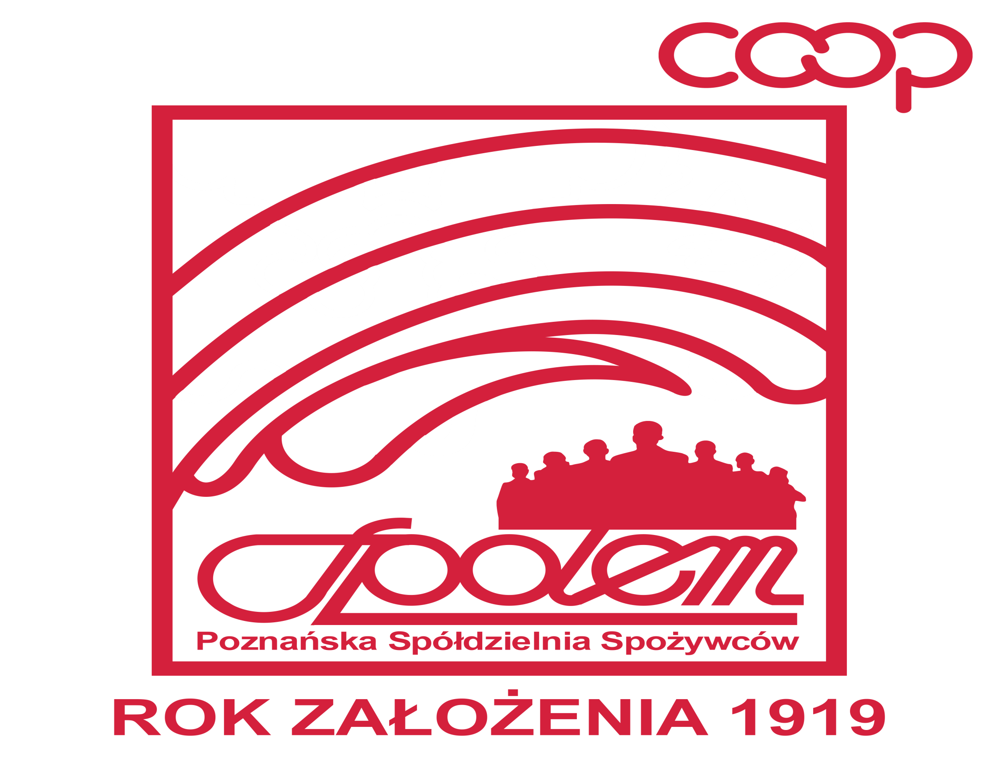 coop
Społem
Poznańska Spółdzielnia Spożywców
ROK ZAŁOŻENIA 1919